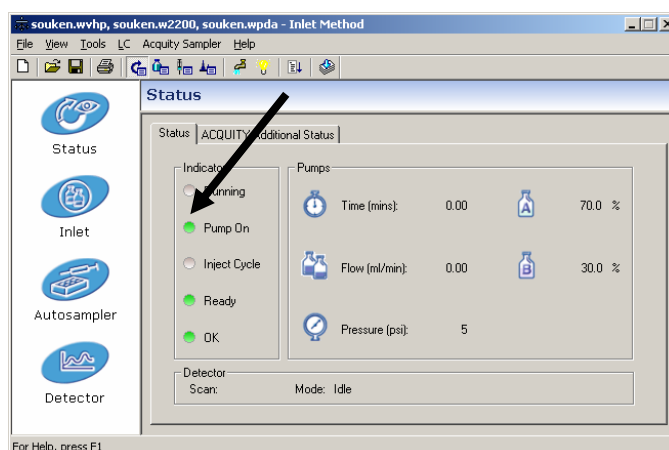 souken.wvhp, souken.w2200, souken.wpda - Inlet Method
File View Tools LC Acquity Sampler Help
Status
Status ACQUITY Additional Status
Status
Inlet
Autosampler
Detector
Indicator
Running
Pump On
Inject Cycle
Ready
OK
Pumps
Time (mins): 0.00 A 70.0 %
Flow (ml/min): 0.00 B 30.0 %
Pressure (psi): 5
Detector
Scan: Mode: Idle
For Help, press F1